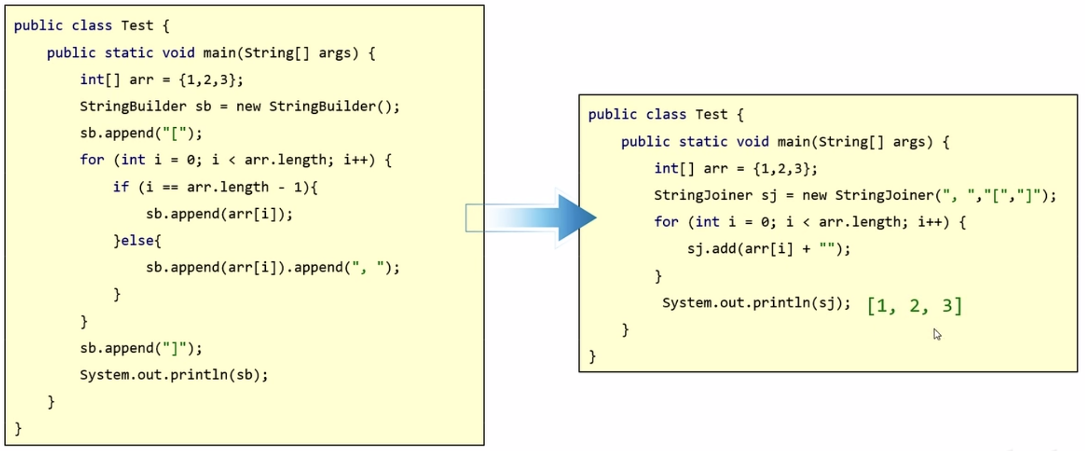 public class Test {
public static void main(String[] args) {
int[] arr = {1,2,3};
StringBuilder sb = new StringBuilder();
sb.append("[");
for (int i = 0; i < arr.length; i++) {
if (i == arr.length - 1){
sb.append(arr[i]);
}else{
sb.append(arr[i]).append(", ");
}
}
sb.append("]");
System.out.println(sb);
}
}
public class Test {
public static void main(String[] args) {
int[] arr = {1,2,3};
StringJoiner sj = new StringJoiner(", ","[","]");
for (int i = 0; i < arr.length; i++) {
sj.add(arr[i] + "");
}
System.out.println(sj); [1, 2, 3]
}
}